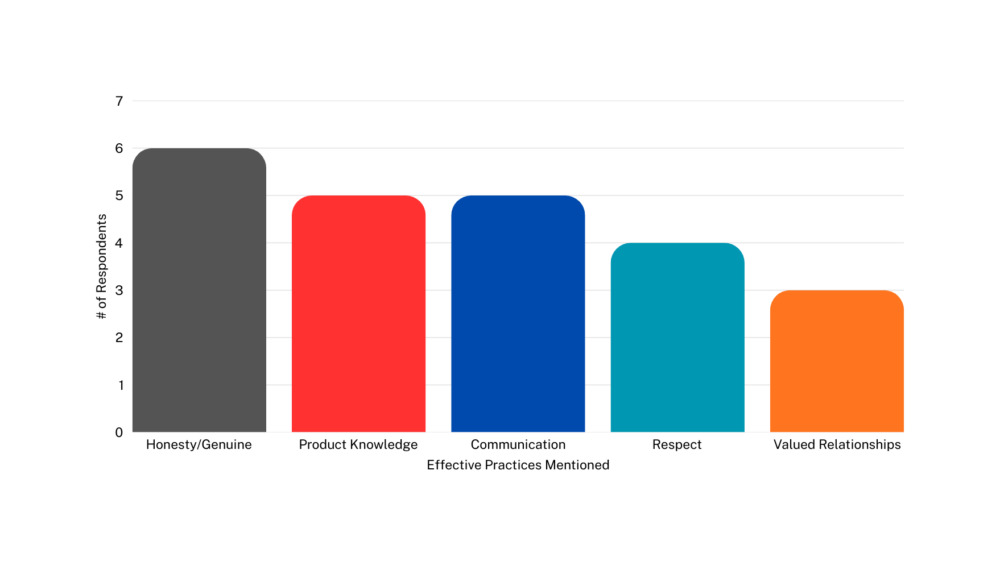 7
6
5
4
3
2
1
0
# of Respondents
Honesty/Genuine
Product Knowledge
Communication
Respect
Valued Relationships
Effective Practices Mentioned